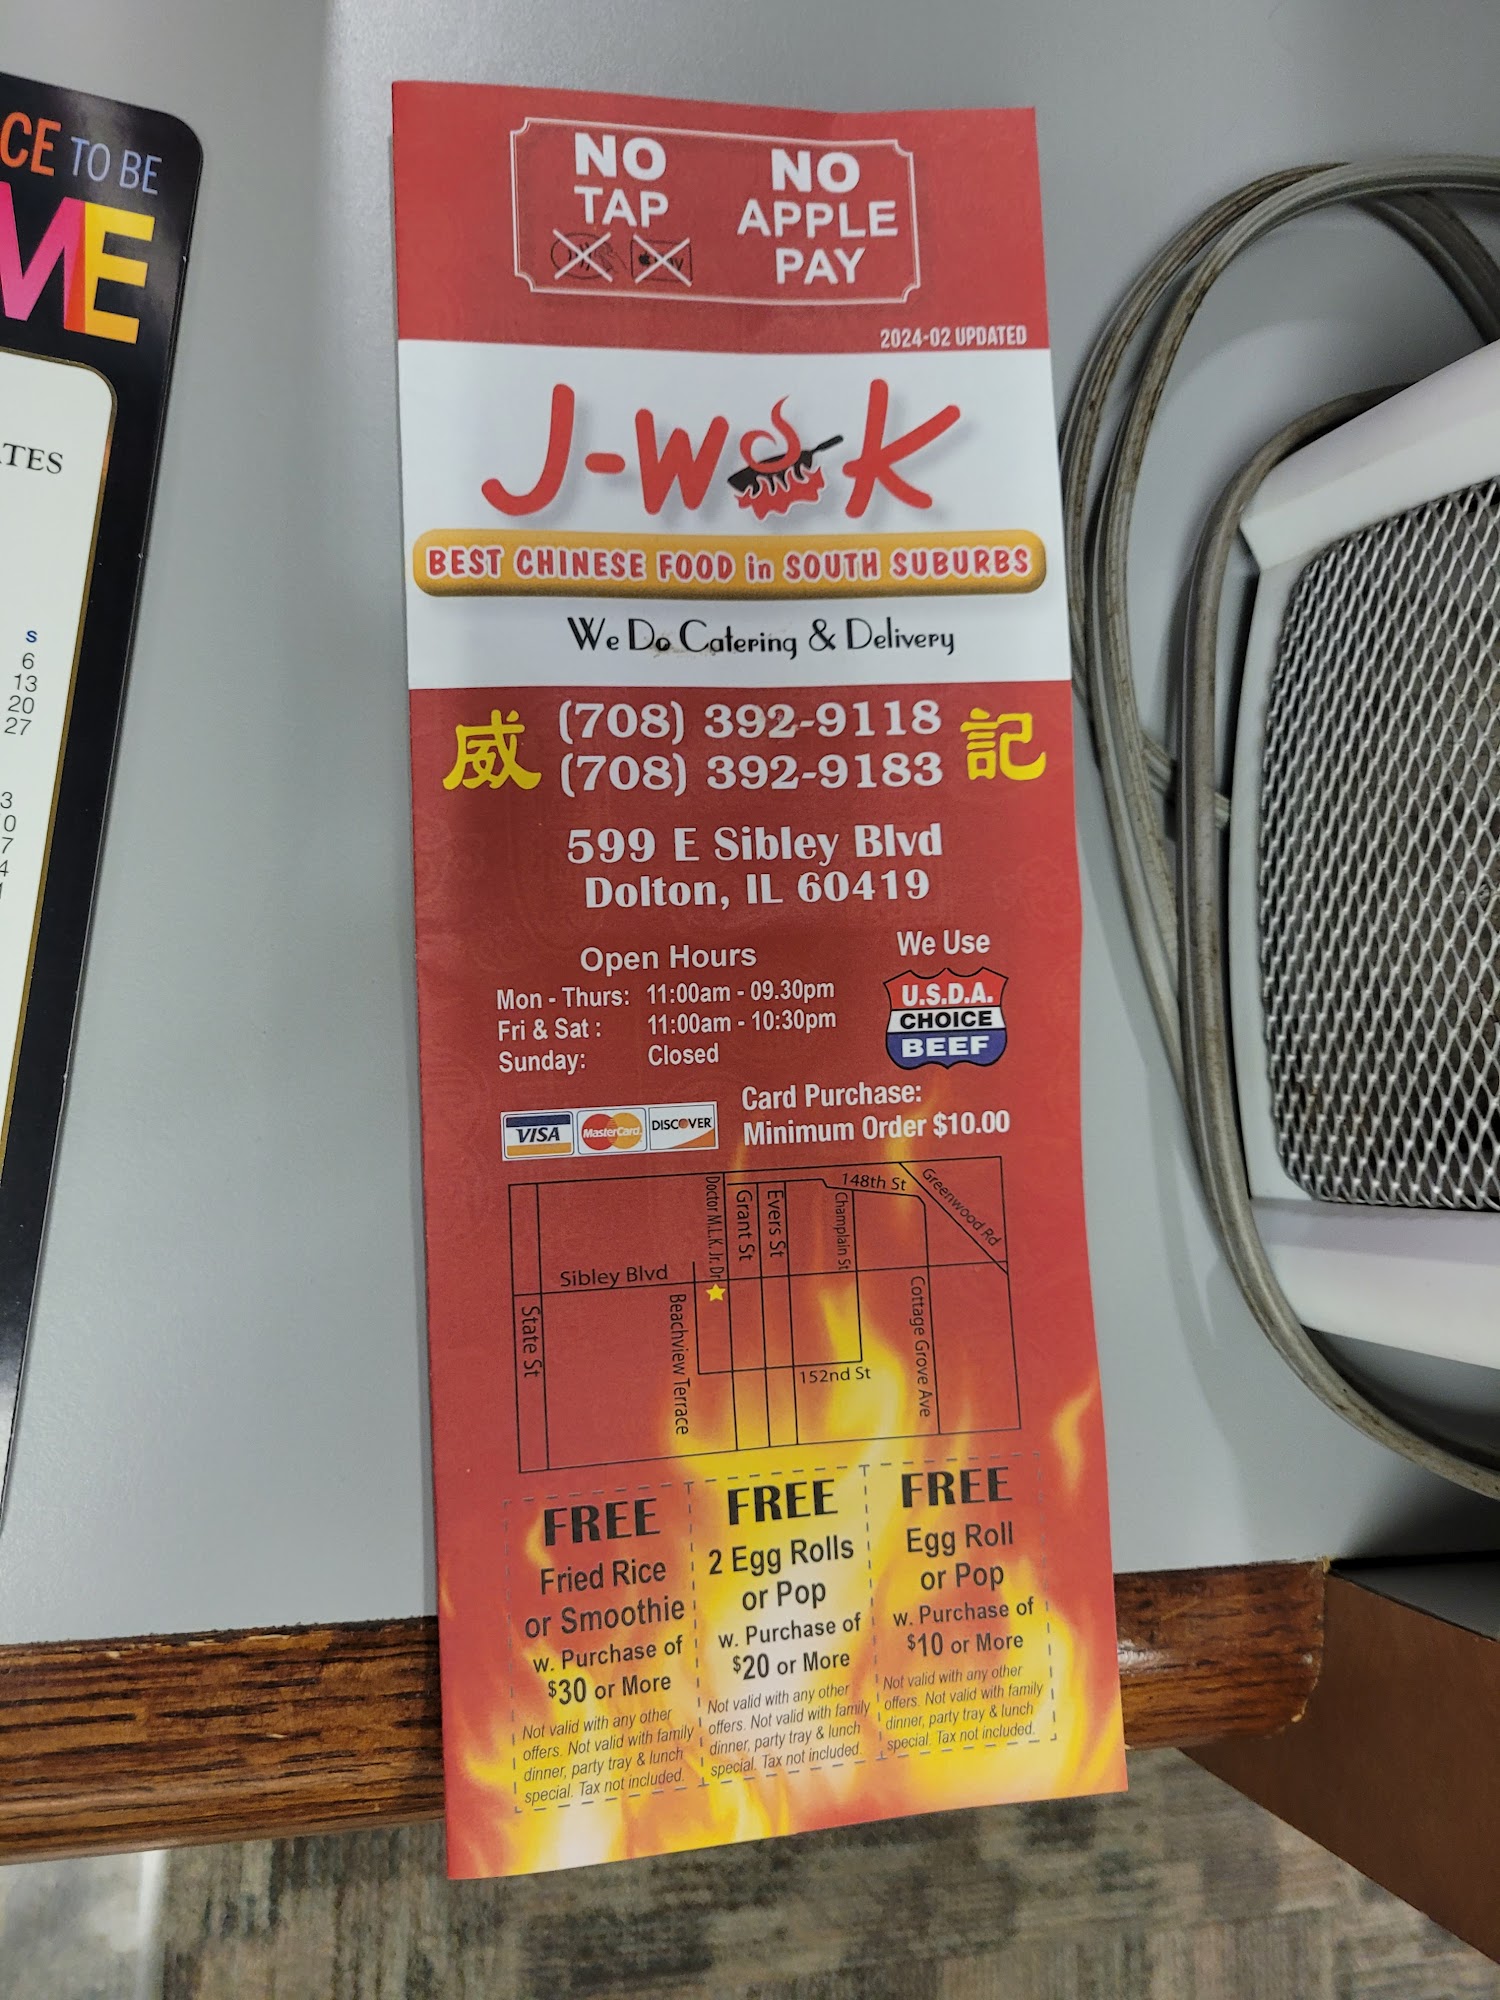 CE TO BE
ME
TES
S
6
13
20
27
3
0
7
4
NO
TAP
NO
APPLE
PAY
2024-02 UPDATED
J-WOK
BEST CHINESE FOOD in SOUTH SUBURBS
We Do Catering & Delivery
威
(708) 392-9118
(708) 392-9183
記
599 E Sibley Blvd
Dolton, IL 60419
Open Hours
Mon - Thurs: 11:00am - 09.30pm
Fri & Sat : 11:00am - 10:30pm
Sunday: Closed
We Use
U.S.D.A.
CHOICE
BEEF
VISA
MasterCard
DISCOVER
Card Purchase:
Minimum Order $10.00
148th St
Greenwood Rd
Doctor M.L.K. Jr. Dr
Grant St
Evers St
Champlain St
Sibley Blvd
State St
Beachview Terrace
Cottage Grove Ave
152nd St
FREE
Fried Rice
or Smoothie
w. Purchase of
$30 or More
Not valid with any other
offers. Not valid with family
dinner, party tray & lunch
special. Tax not included.
FREE
2 Egg Rolls
or Pop
w. Purchase of
$20 or More
Not valid with any other
offers. Not valid with family
dinner, party tray & lunch
special. Tax not included.
FREE
Egg Roll
or Pop
w. Purchase of
$10 or More
Not valid with any other
offers. Not valid with family
dinner, party tray & lunch
special. Tax not included.